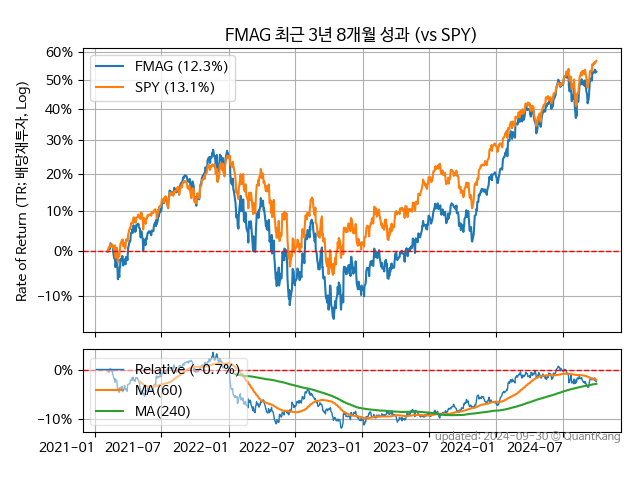 FMAG 최근 3년 8개월 성과 (vs SPY)
Rate of Return (TR: 배당재투자, Log)
60%
50%
40%
30%
20%
10%
0%
−10%
FMAG (12.3%)
SPY (13.1%)
0%
−10%
Relative (−0.7%)
MA(60)
MA(240)
2021-01 2021-07 2022-01 2022-07 2023-01 2023-07 2024-01 2024-07
updated: 2024-09-30 © QuantKang